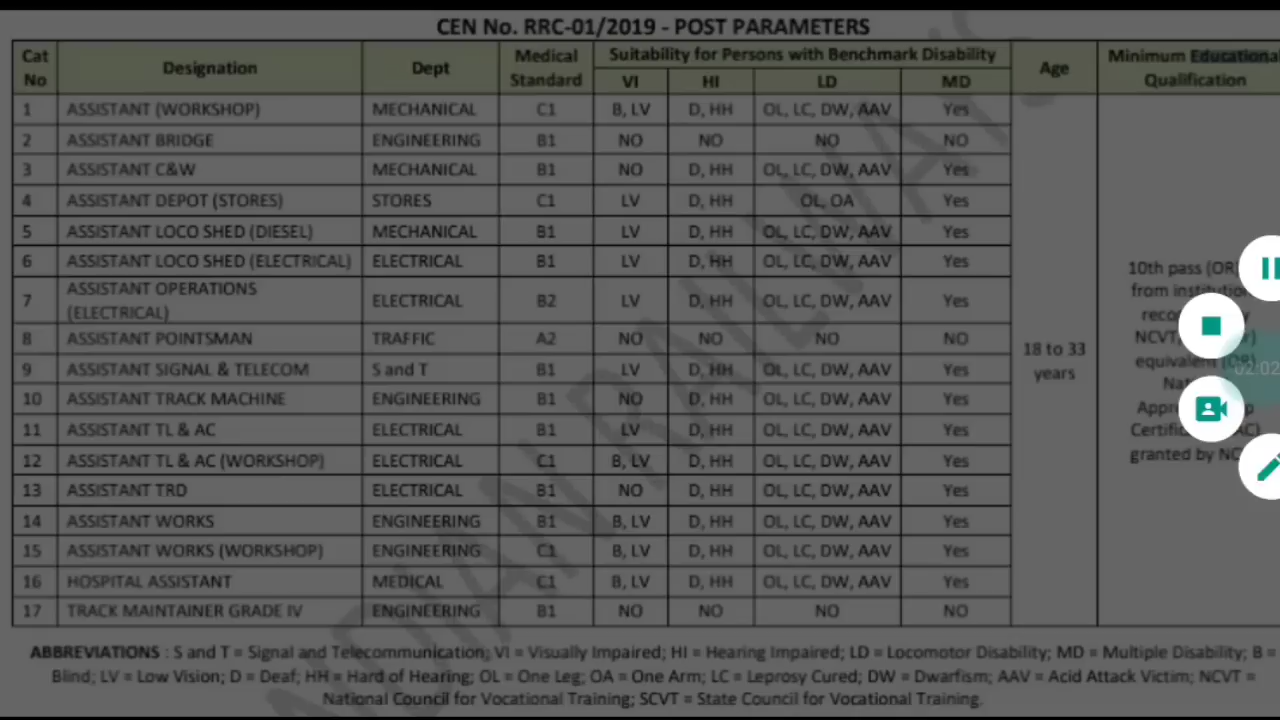 CEN No. RRC-01/2019 - POST PARAMETERS
Cat No Designation Dept Medical Standard Suitability for Persons with Benchmark Disability Age Minimum Educational Qualification
VI HI LD MD
1 ASSISTANT (WORKSHOP) MECHANICAL C1 B, LV D, HH OL, LC, DW, AAV Yes
2 ASSISTANT BRIDGE ENGINEERING B1 NO NO NO NO
3 ASSISTANT C&W MECHANICAL B1 NO D, HH OL, LC, DW, AAV Yes
4 ASSISTANT DEPOT (STORES) STORES C1 LV D, HH OL, OA Yes
5 ASSISTANT LOCO SHED (DIESEL) MECHANICAL B1 LV D, HH OL, LC, DW, AAV Yes
6 ASSISTANT LOCO SHED (ELECTRICAL) ELECTRICAL B1 LV D, HH OL, LC, DW, AAV Yes
7 ASSISTANT OPERATIONS (ELECTRICAL) ELECTRICAL B2 LV D, HH OL, LC, DW, AAV Yes
8 ASSISTANT POINTSMAN TRAFFIC A2 NO NO NO NO
9 ASSISTANT SIGNAL & TELECOM S and T B1 LV D, HH OL, LC, DW, AAV Yes
10 ASSISTANT TRACK MACHINE ENGINEERING B1 NO D, HH OL, LC, DW, AAV Yes
11 ASSISTANT TL & AC ELECTRICAL B1 LV D, HH OL, LC, DW, AAV Yes
12 ASSISTANT TL & AC (WORKSHOP) ELECTRICAL C1 B, LV D, HH OL, LC, DW, AAV Yes
13 ASSISTANT TRD ELECTRICAL B1 NO D, HH OL, LC, DW, AAV Yes
14 ASSISTANT WORKS ENGINEERING B1 B, LV D, HH OL, LC, DW, AAV Yes
15 ASSISTANT WORKS (WORKSHOP) ENGINEERING C1 B, LV D, HH OL, LC, DW, AAV Yes
16 HOSPITAL ASSISTANT MEDICAL C1 B, LV D, HH OL, LC, DW, AAV Yes
17 TRACK MAINTAINER GRADE IV ENGINEERING B1 NO NO NO NO
18 to 33
years
10th pass (OR)
from
NCVT
equivalent (OR)
granted by
02:02
INDIAN RAILWAYS
ABBREVIATIONS : S and T = Signal and Telecommunication; VI = Visually Impaired; HI = Hearing Impaired; LD = Locomotor Disability; MD = Multiple Disability; B =
Blind; LV = Low Vision; D = Deaf; HH = Hard of Hearing; OL = One Leg; OA = One Arm; LC = Leprosy Cured; DW = Dwarfism; AAV = Acid Attack Victim; NCVT =
National Council for Vocational Training; SCVT = State Council for Vocational Training.